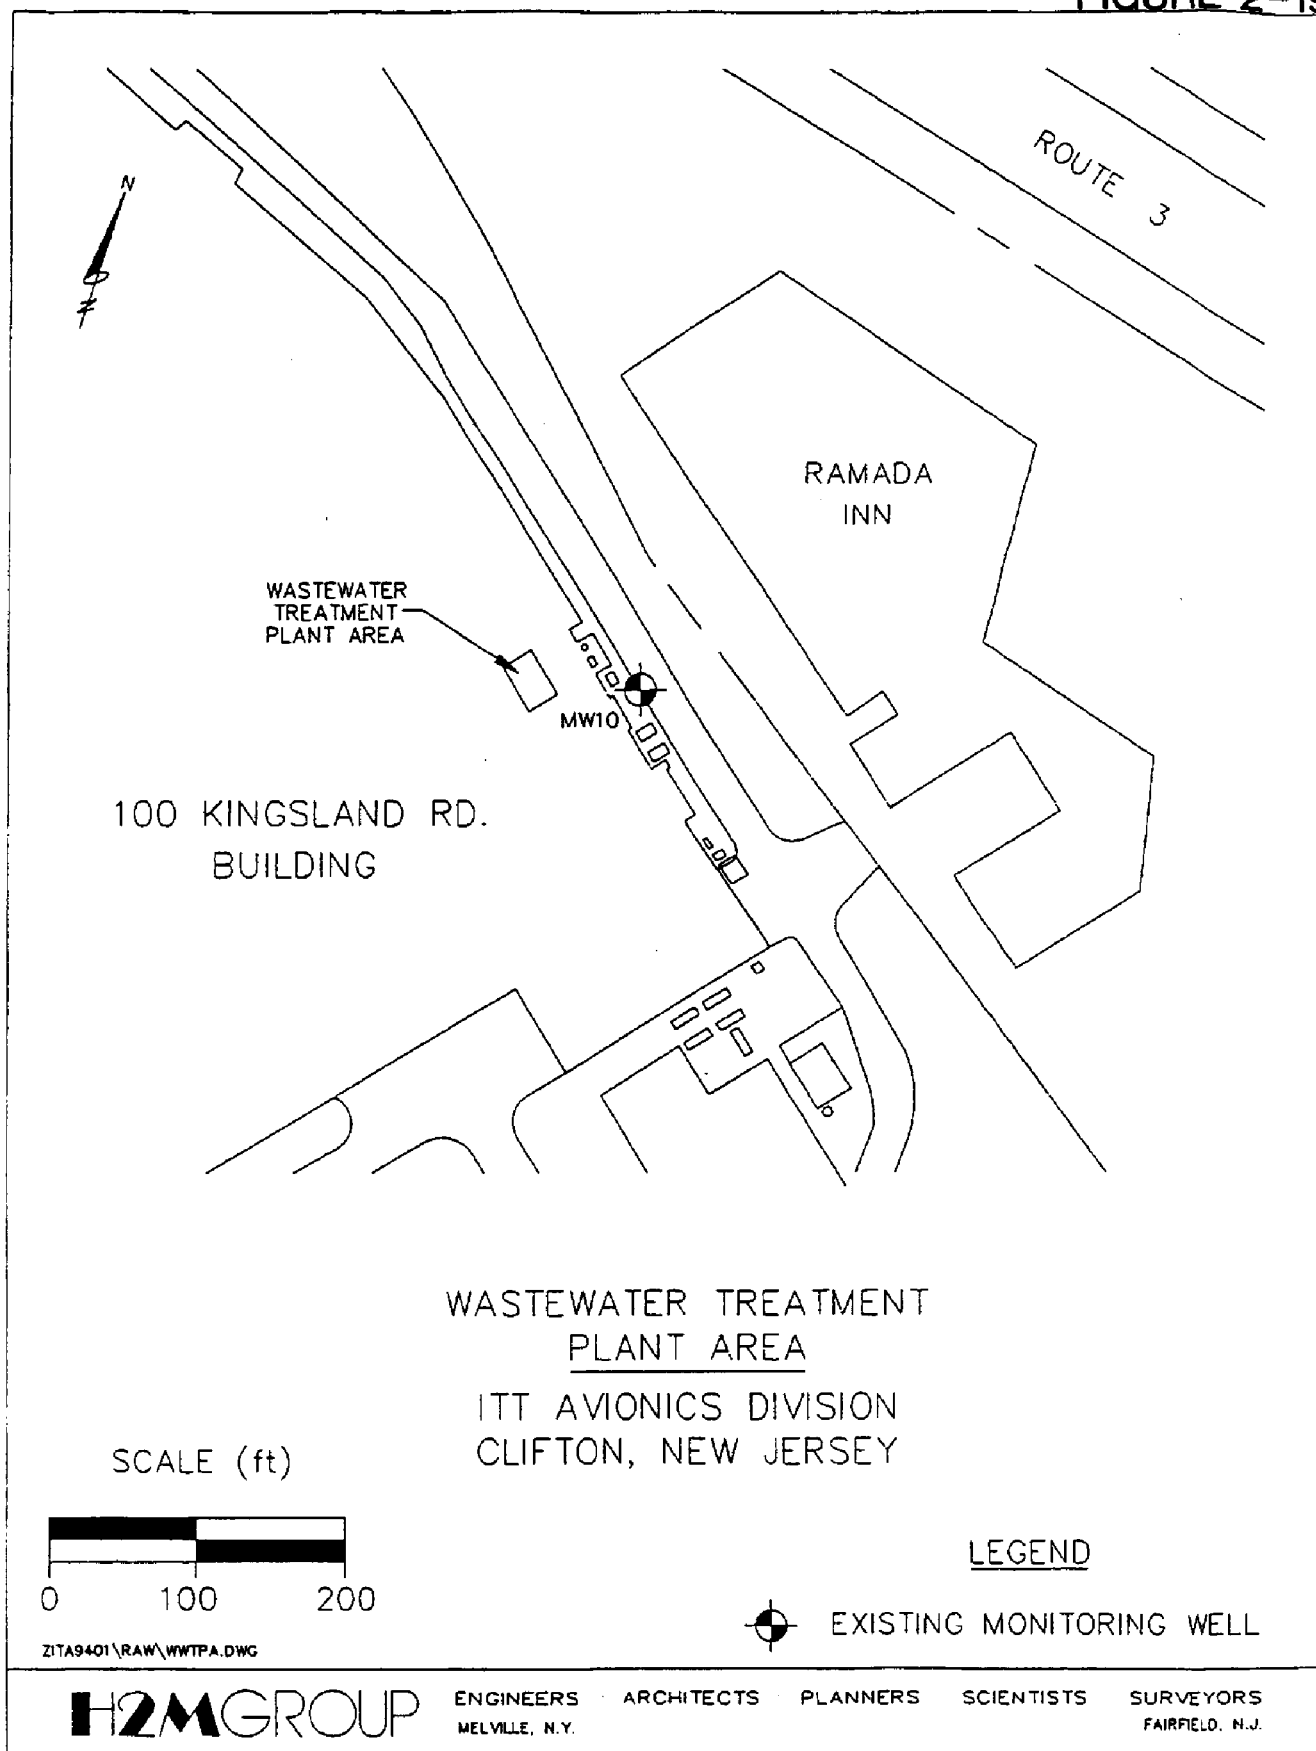 ROUTE 3
N
RAMADA
INN
WASTEWATER
TREATMENT
PLANT AREA
MW10
100 KINGSLAND RD.
BUILDING
WASTEWATER TREATMENT
PLANT AREA
ITT AVIONICS DIVISION
CLIFTON, NEW JERSEY
SCALE (ft)
0 100 200
LEGEND
EXISTING MONITORING WELL
ZITA9401\RAW\WWTPA.DWG
H2MGROUP
ENGINEERS ARCHITECTS PLANNERS SCIENTISTS SURVEYORS
MELVILLE, N.Y. FAIRFIELD, N.J.